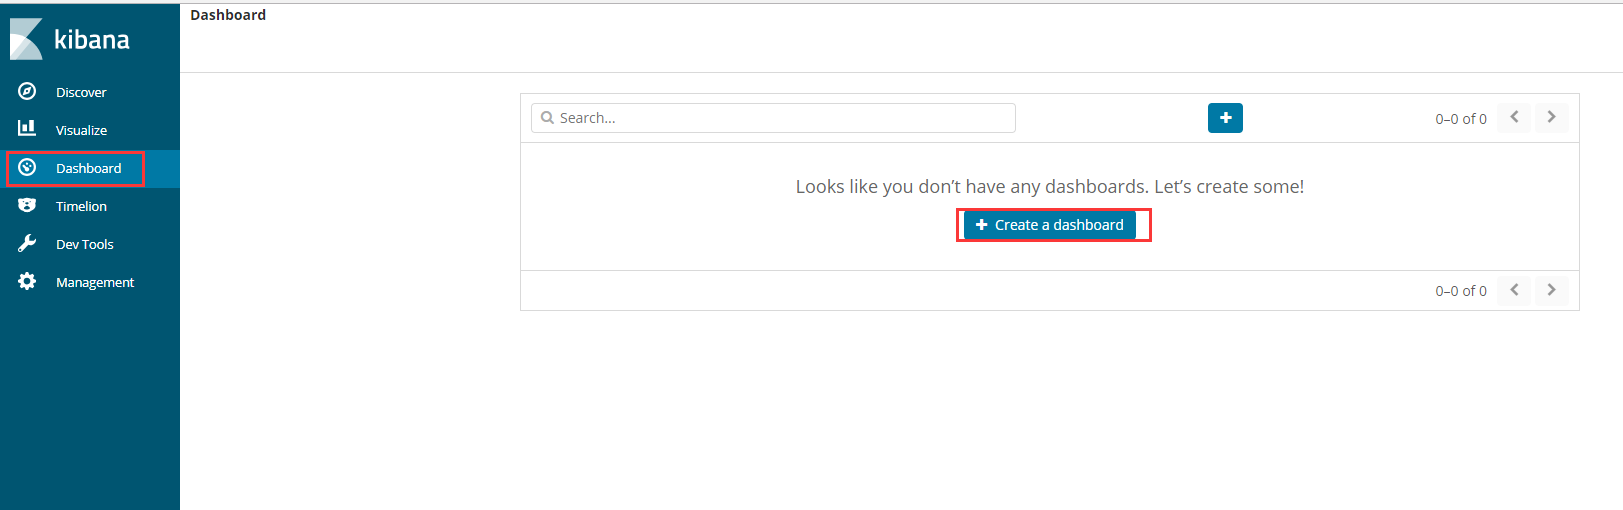 Dashboard
kibana
Discover
Visualize
Dashboard
Timelion
Dev Tools
Management
Search...
0–0 of 0
Looks like you don’t have any dashboards. Let’s create some!
Create a dashboard
0–0 of 0